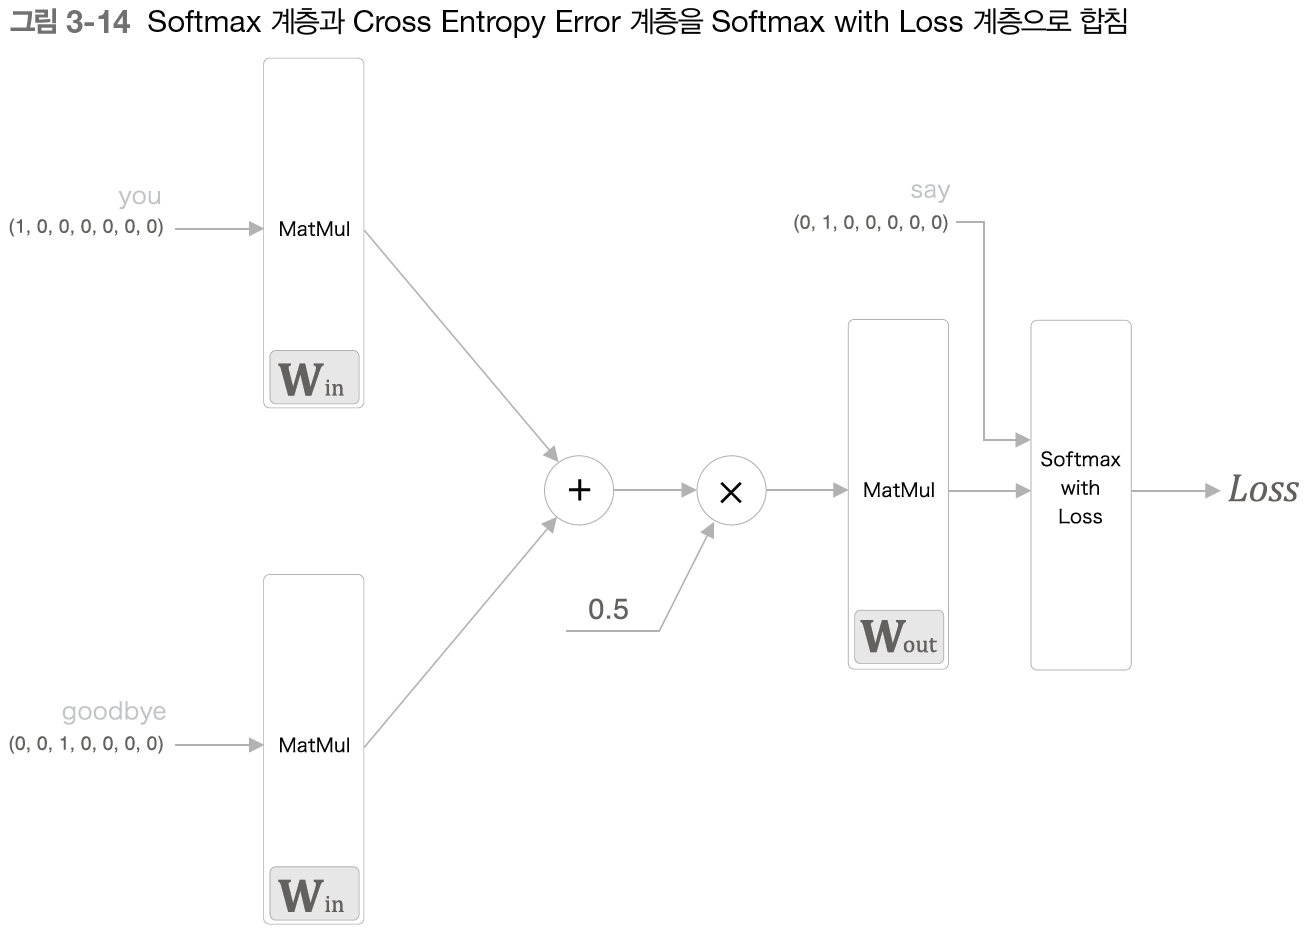 그림 3-14 Softmax 계층과 Cross Entropy Error 계층을 Softmax with Loss 계층으로 합침
you
(1, 0, 0, 0, 0, 0, 0)
MatMul
W in
say
(0, 1, 0, 0, 0, 0, 0)
+
×
0.5
MatMul
W out
Softmax
with
Loss
Loss
goodbye
(0, 0, 1, 0, 0, 0, 0)
MatMul
W in